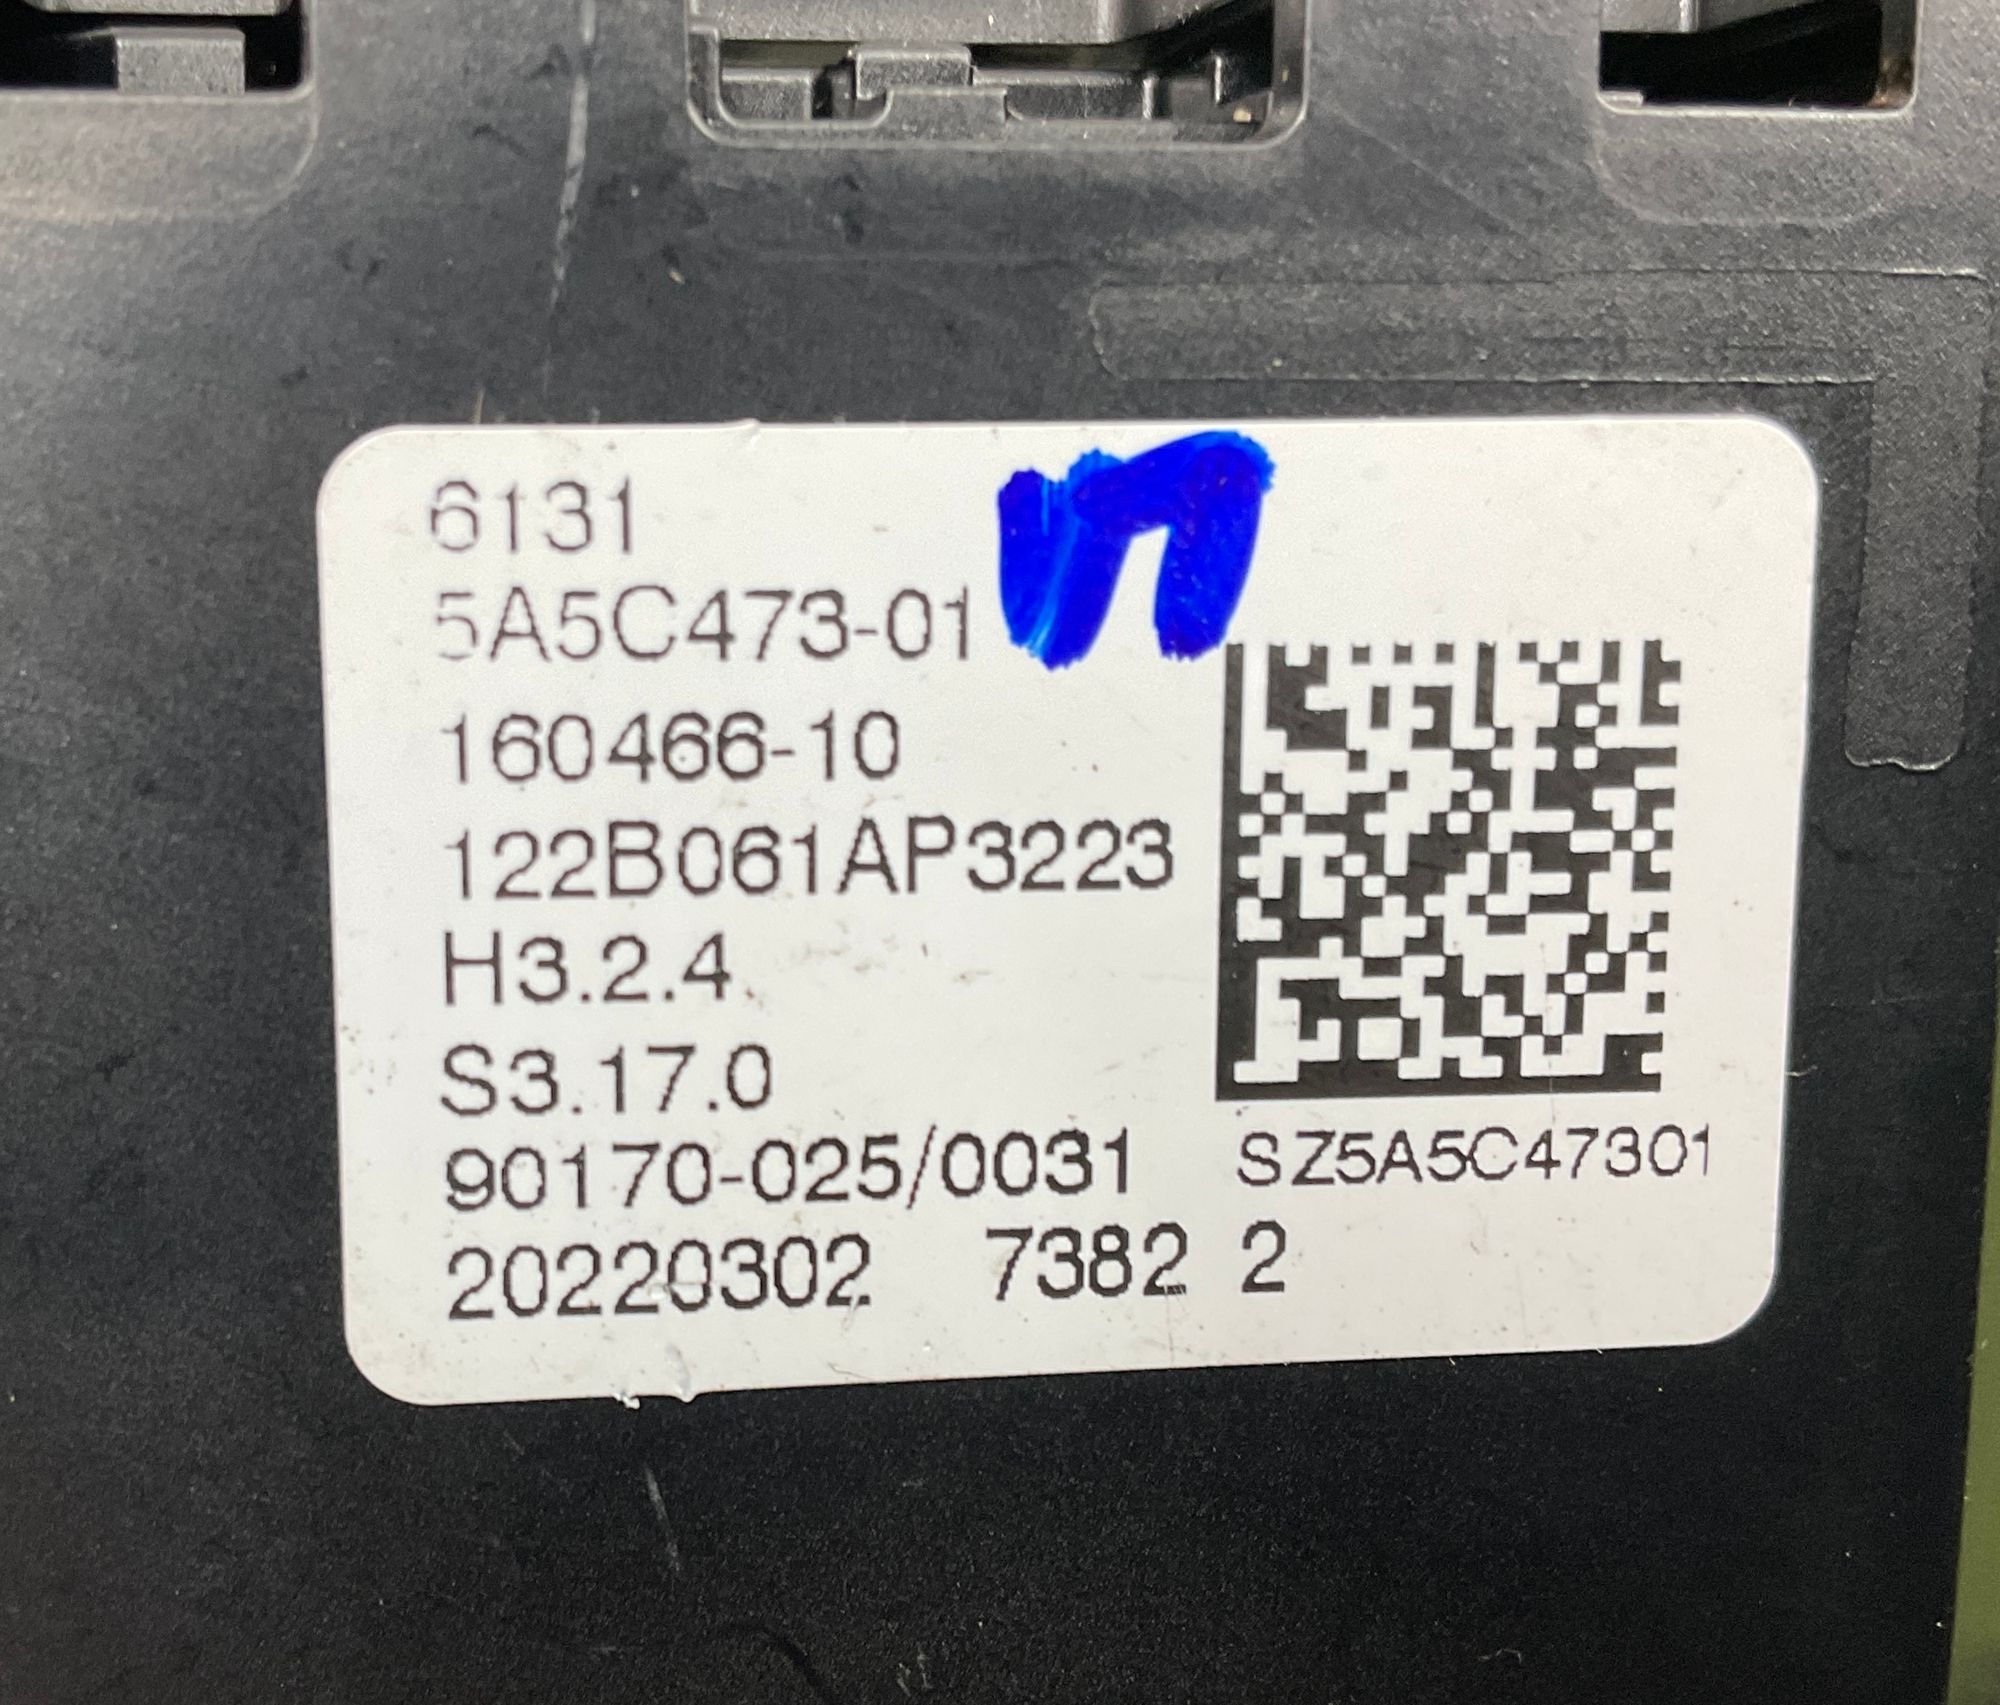 6131
5A5C473-01
160466-10
122B061AP3223
H3.2.4
S3.17.0
90170-025/0031
SZ5A5C47301
20220302 7382 2